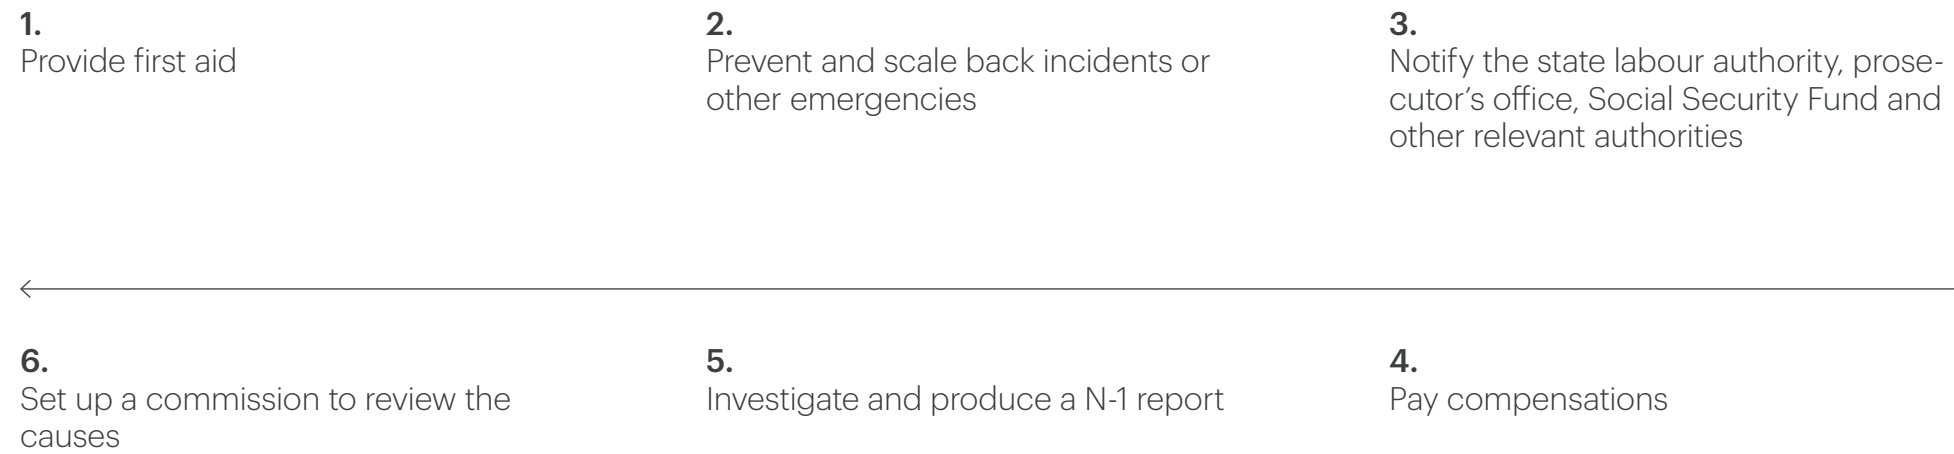 1.
Provide first aid
2.
Prevent and scale back incidents or
other emergencies
3.
Notify the state labour authority, prose-
cutor’s office, Social Security Fund and
other relevant authorities
6.
Set up a commission to review the
causes
5.
Investigate and produce a N-1 report
4.
Pay compensations